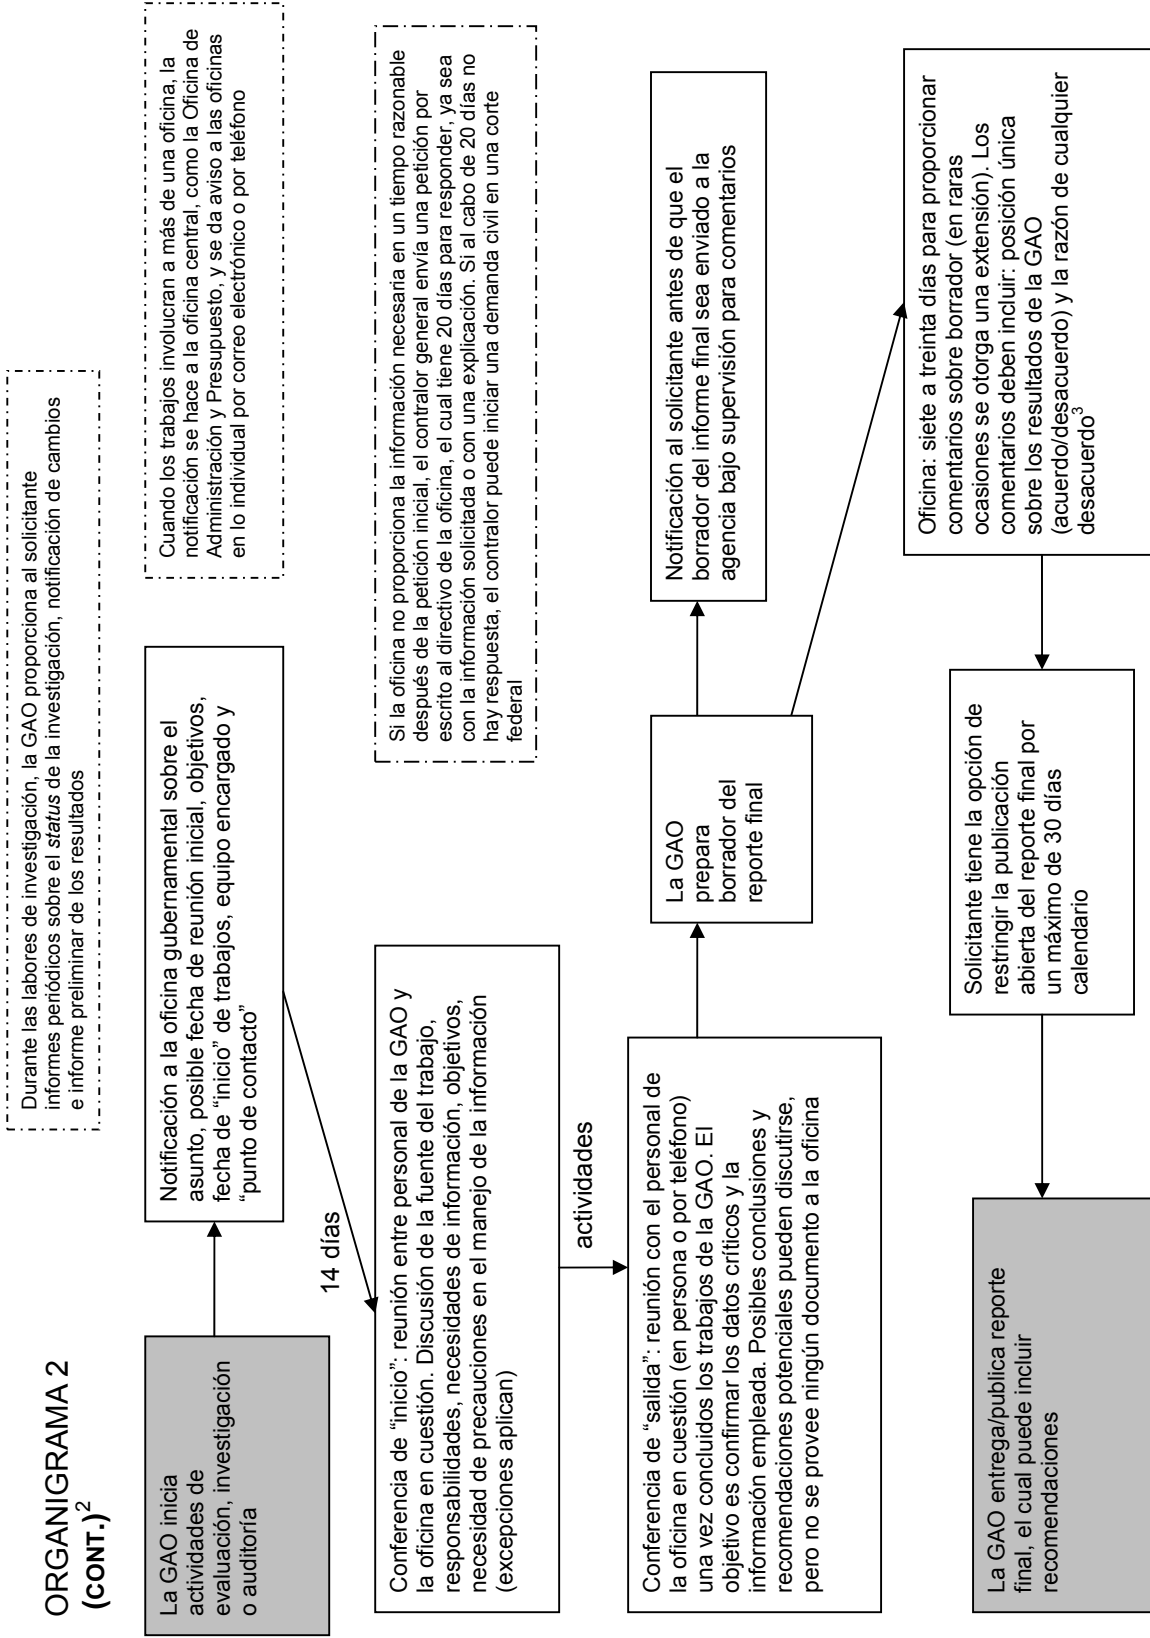 ORGANIGRAMA 2
(CONT.)2
Durante las labores de investigación, la GAO proporciona al solicitante
informes periódicos sobre el status de la investigación, notificación de cambios
e informe preliminar de los resultados
La GAO inicia
actividades de
evaluación, investigación
o auditoría
Notificación a la oficina gubernamental sobre el
asunto, posible fecha de reunión inicial, objetivos,
fecha de “inicio” de trabajos, equipo encargado y
“punto de contacto”
Cuando los trabajos involucran a más de una oficina, la
notificación se hace a la oficina central, como la Oficina de
Administración y Presupuesto, y se da aviso a las oficinas
en lo individual por correo electrónico o por teléfono
14 días
Conferencia de “inicio”: reunión entre personal de la GAO y
la oficina en cuestión. Discusión de la fuente del trabajo,
responsabilidades, necesidades de información, objetivos,
necesidad de precauciones en el manejo de la información
(excepciones aplican)
Si la oficina no proporciona la información necesaria en un tiempo razonable
después de la petición inicial, el contralor general envía una petición por
escrito al directivo de la oficina, el cual tiene 20 días para responder, ya sea
con la información solicitada o con una explicación. Si al cabo de 20 días no
hay respuesta, el contralor puede iniciar una demanda civil en una corte
federal
actividades
Conferencia de “salida”: reunión con el personal de
la oficina en cuestión (en persona o por teléfono)
una vez concluidos los trabajos de la GAO. El
objetivo es confirmar los datos críticos y la
información empleada. Posibles conclusiones y
recomendaciones potenciales pueden discutirse,
pero no se provee ningún documento a la oficina
La GAO
prepara
borrador del
reporte final
Notificación al solicitante antes de que el
borrador del informe final sea enviado a la
agencia bajo supervisión para comentarios
Oficina: siete a treinta días para proporcionar
comentarios sobre borrador (en raras
ocasiones se otorga una extensión). Los
comentarios deben incluir: posición única
sobre los resultados de la GAO
(acuerdo/desacuerdo) y la razón de cualquier
desacuerdo3
Solicitante tiene la opción de
restringir la publicación
abierta del reporte final por
un máximo de 30 días
calendario
La GAO entrega/publica reporte
final, el cual puede incluir
recomendaciones